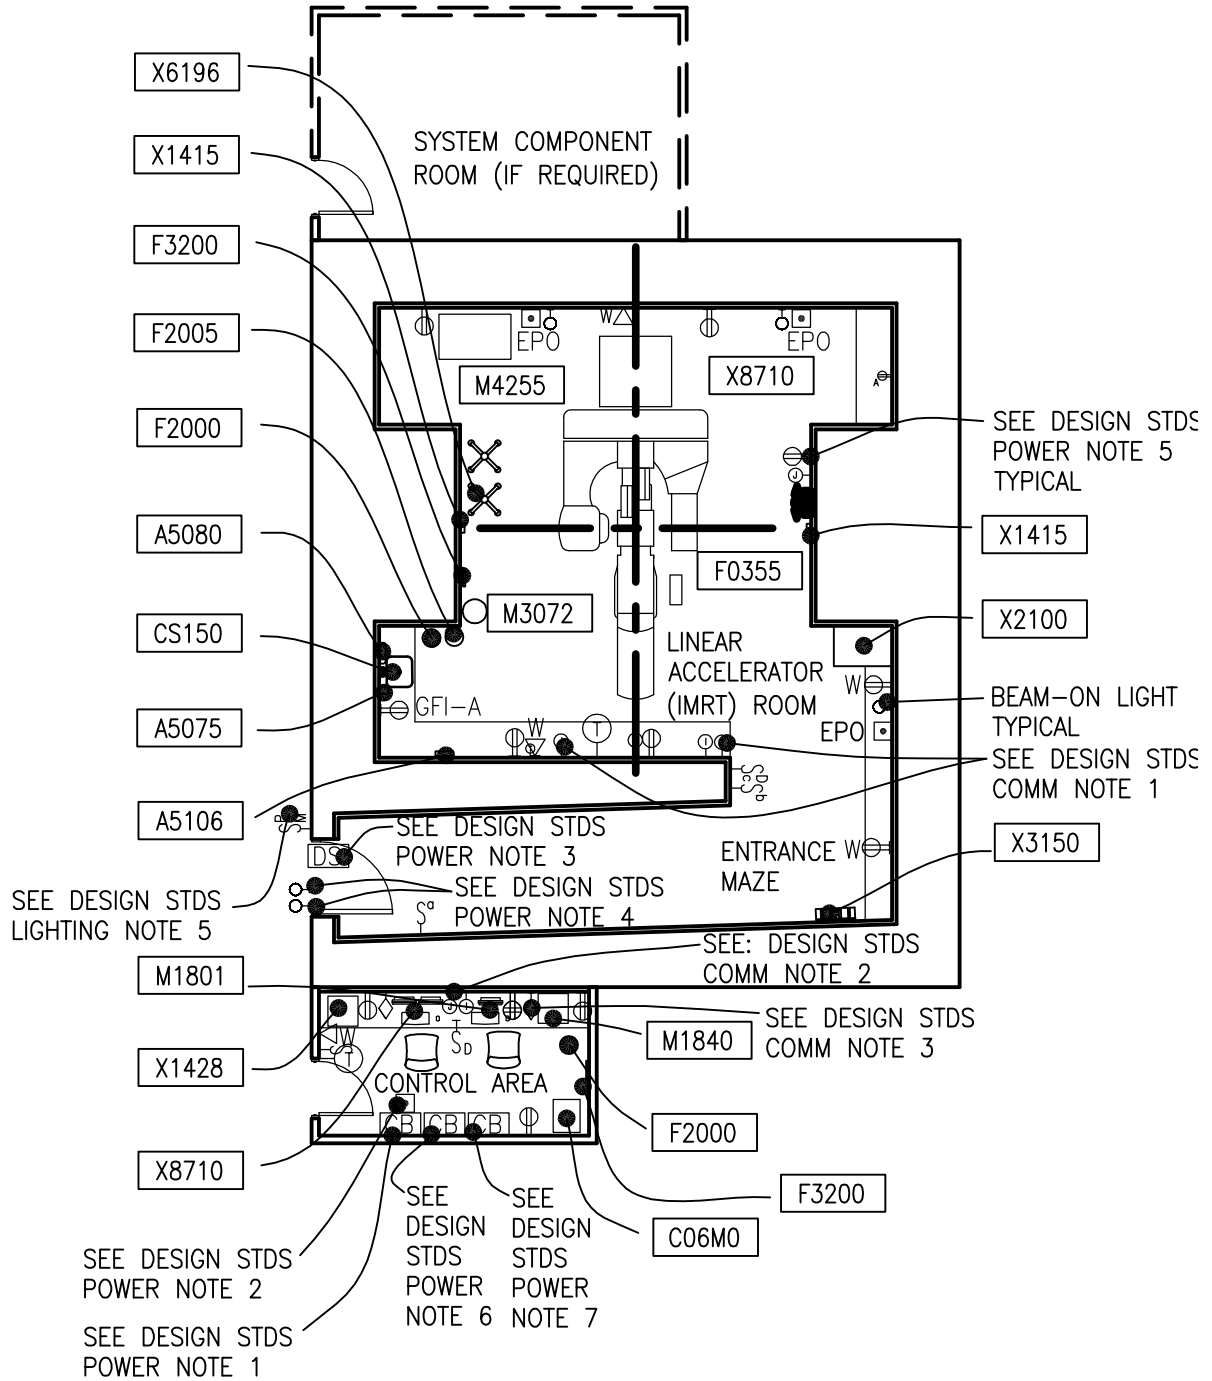 X6196
SYSTEM COMPONENT
ROOM (IF REQUIRED)
X1415
F3200
F2005
W
EPO
EPO
M4255
X8710
A
F2000
SEE DESIGN STDS
POWER NOTE 5
TYPICAL
J
A5080
X1415
F0355
CS150
M3072
X2100
LINEAR
ACCELERATOR
(IMRT) ROOM
W
GFI-A
BEAM-ON LIGHT
TYPICAL
A5075
W
T
EPO
SEE DESIGN STDS
COMM NOTE 1
A5106
SEE DESIGN STDS
POWER NOTE 3
DS
X3150
ENTRANCE
MAZE
W
SEE DESIGN STDS
LIGHTING NOTE 5
SEE DESIGN STDS
POWER NOTE 4
Sa
SEE: DESIGN STDS
COMM NOTE 2
M1801
SEE DESIGN STDS
COMM NOTE 3
M1840
W
T
SD
X1428
CONTROL AREA
F2000
CB
CB
CB
X8710
F3200
C06M0
SEE
DESIGN
STDS
POWER
NOTE 6
SEE
DESIGN
STDS
POWER
NOTE 7
SEE DESIGN STDS
POWER NOTE 2
SEE DESIGN STDS
POWER NOTE 1